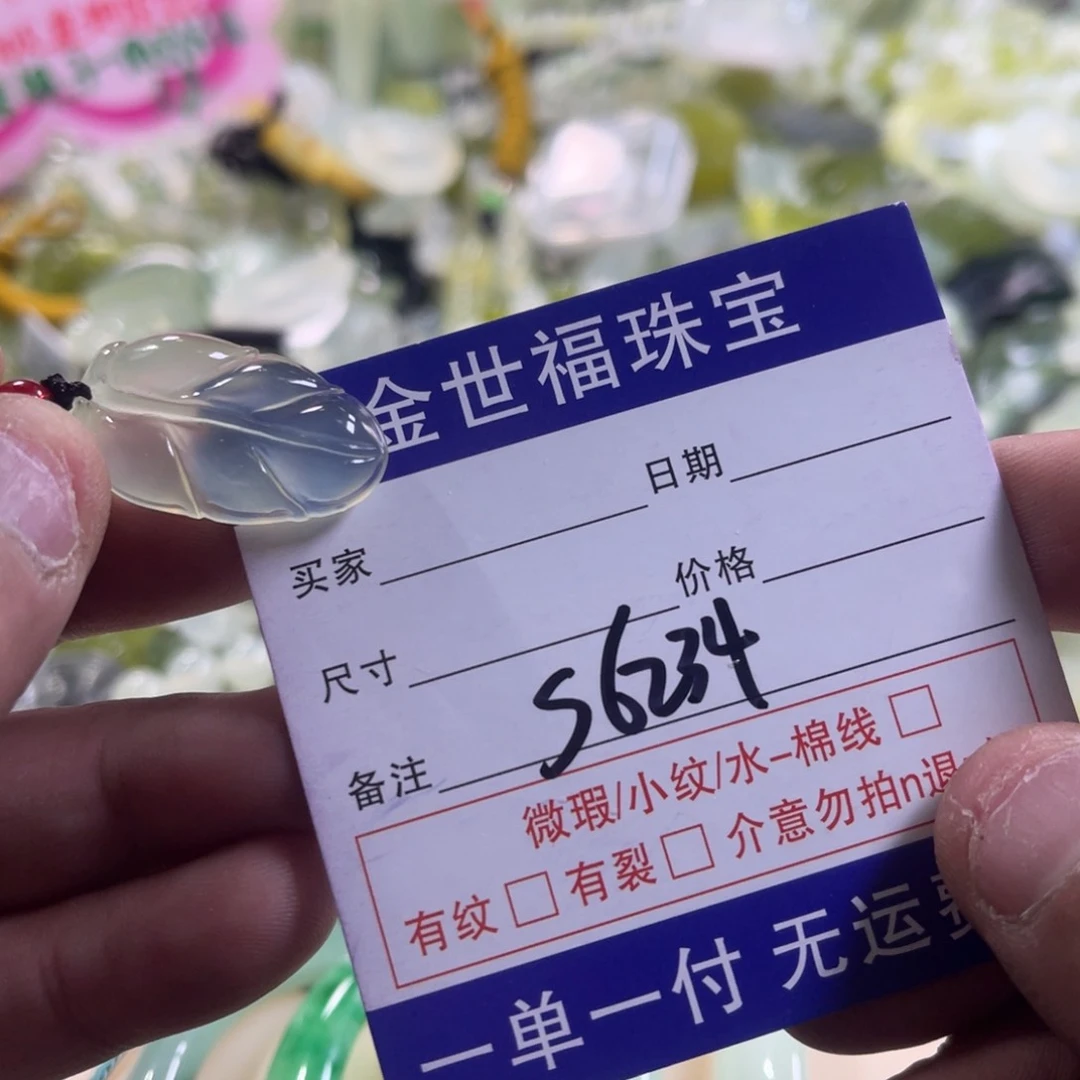 金世福珠宝
买家 日期
尺寸 价格
备注 S6234
微瑕/小纹/水-棉线
有纹 有裂 介意勿拍n退
一单一付 无运费